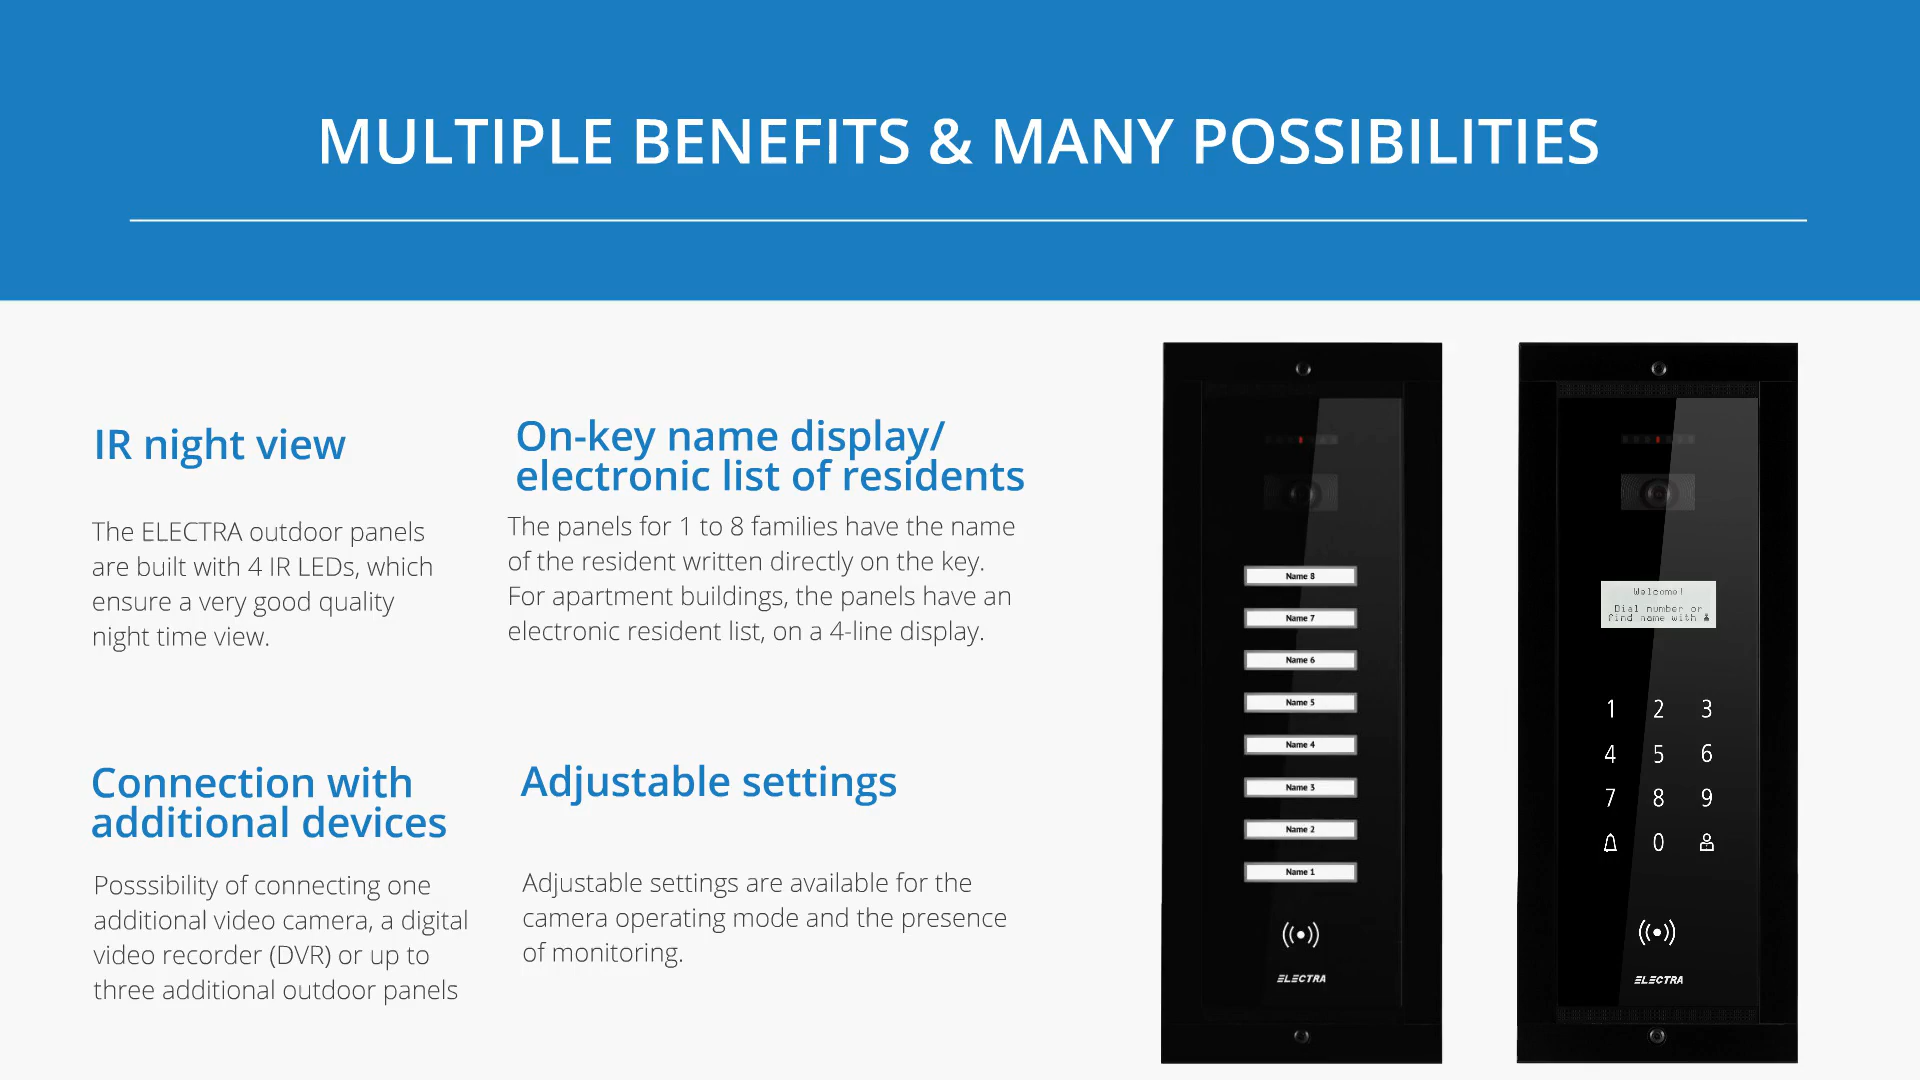 MULTIPLE BENEFITS & MANY POSSIBILITIES
IR night view
The ELECTRA outdoor panels
are built with 4 IR LEDs, which
ensure a very good quality
night time view.
On-key name display/
electronic list of residents
The panels for 1 to 8 families have the name
of the resident written directly on the key.
For apartment buildings, the panels have an
electronic resident list, on a 4-line display.
Connection with
additional devices
Posssibility of connecting one
additional video camera, a digital
video recorder (DVR) or up to
three additional outdoor panels
Adjustable settings
Adjustable settings are available for the
camera operating mode and the presence
of monitoring.
Name 8
Name 7
Name 6
Name 5
Name 4
Name 3
Name 2
Name 1
ELECTRA
Welcome!
Dial number or
find name with
1 2 3
4 5 6
7 8 9
0
ELECTRA